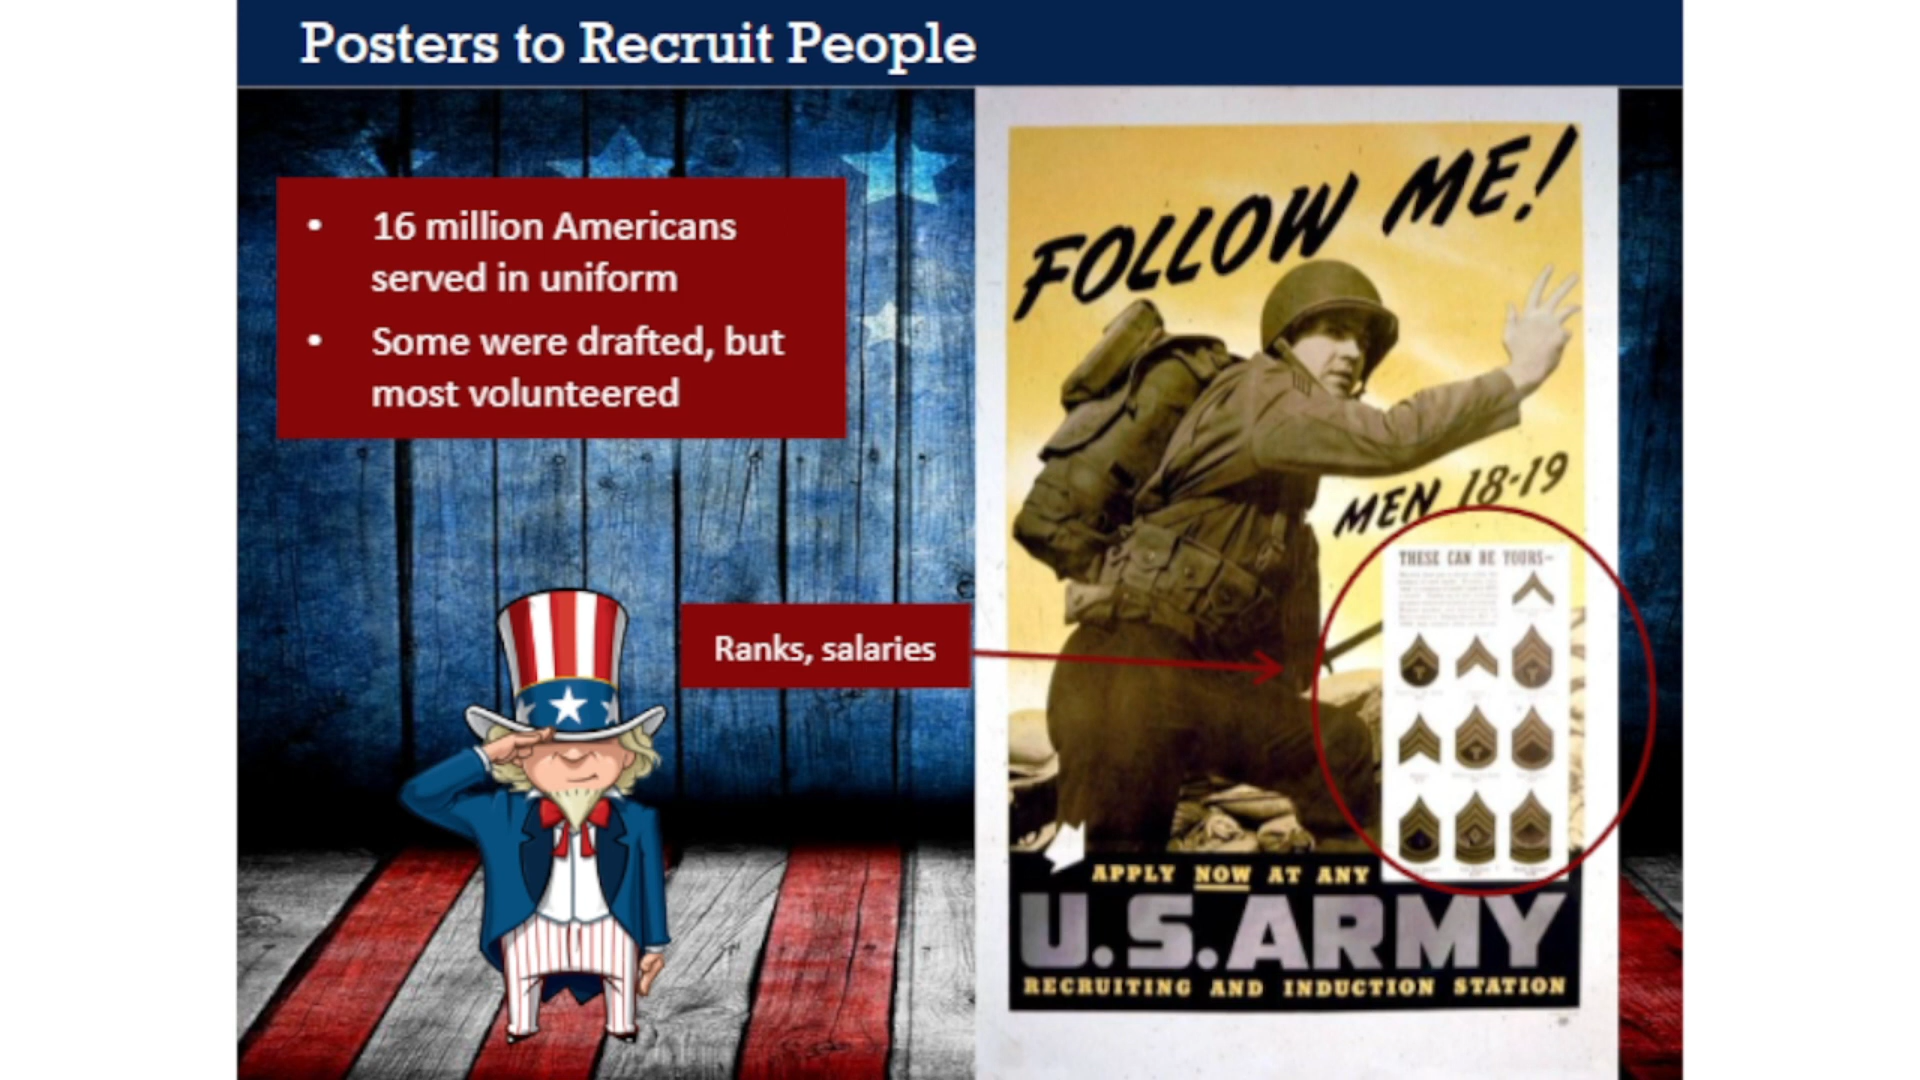 Posters to Recruit People
• 16 million Americans
served in uniform
• Some were drafted, but
most volunteered
Ranks, salaries
FOLLOW ME!
MEN 18-19
THESE CAN BE YOURS—
APPLY NOW AT ANY
U.S.ARMY
RECRUITING AND INDUCTION STATION